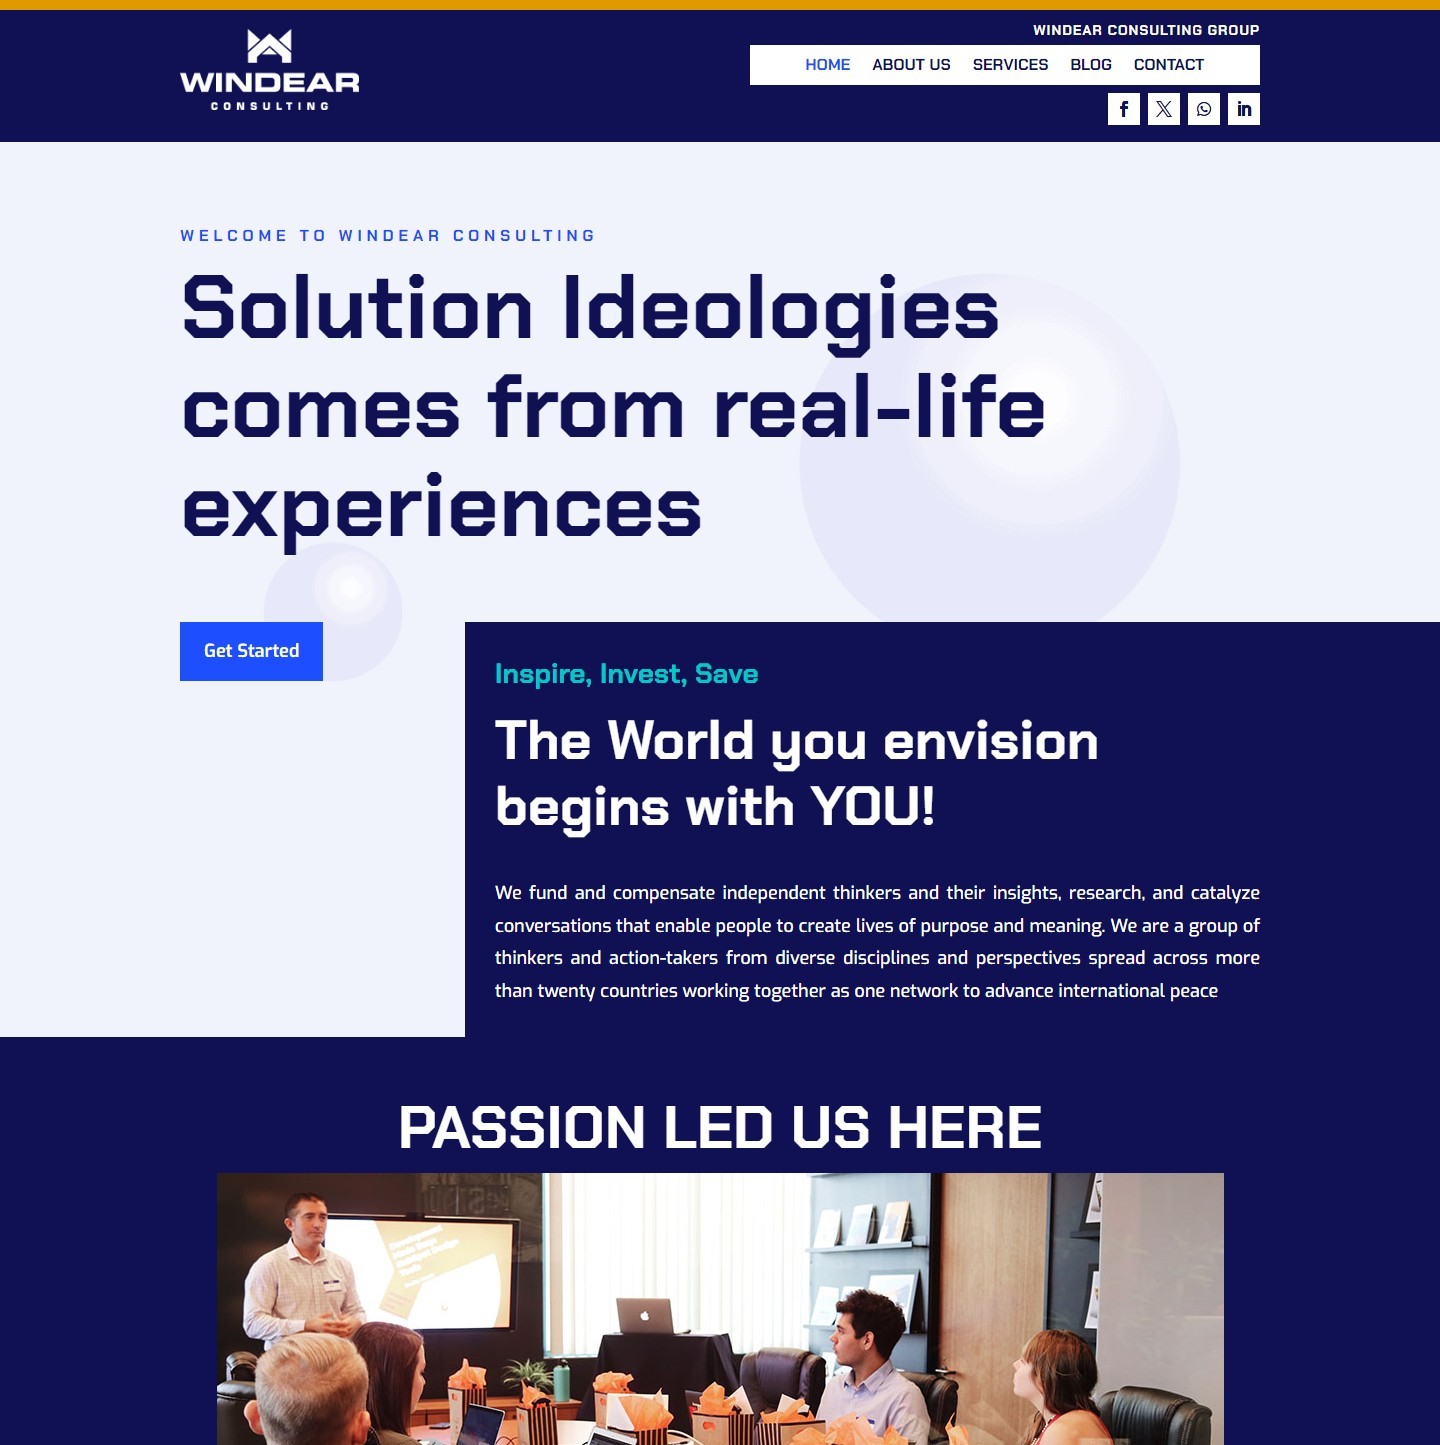 WINDEAR
CONSULTING
WINDEAR CONSULTING GROUP
HOME ABOUT US SERVICES BLOG CONTACT
WELCOME TO WINDEAR CONSULTING
Solution Ideologies
comes from real-life
experiences
Get Started
Inspire, Invest, Save
The World you envision
begins with YOU!
We fund and compensate independent thinkers and their insights, research, and catalyze
conversations that enable people to create lives of purpose and meaning. We are a group of
thinkers and action-takers from diverse disciplines and perspectives spread across more
than twenty countries working together as one network to advance international peace
PASSION LED US HERE